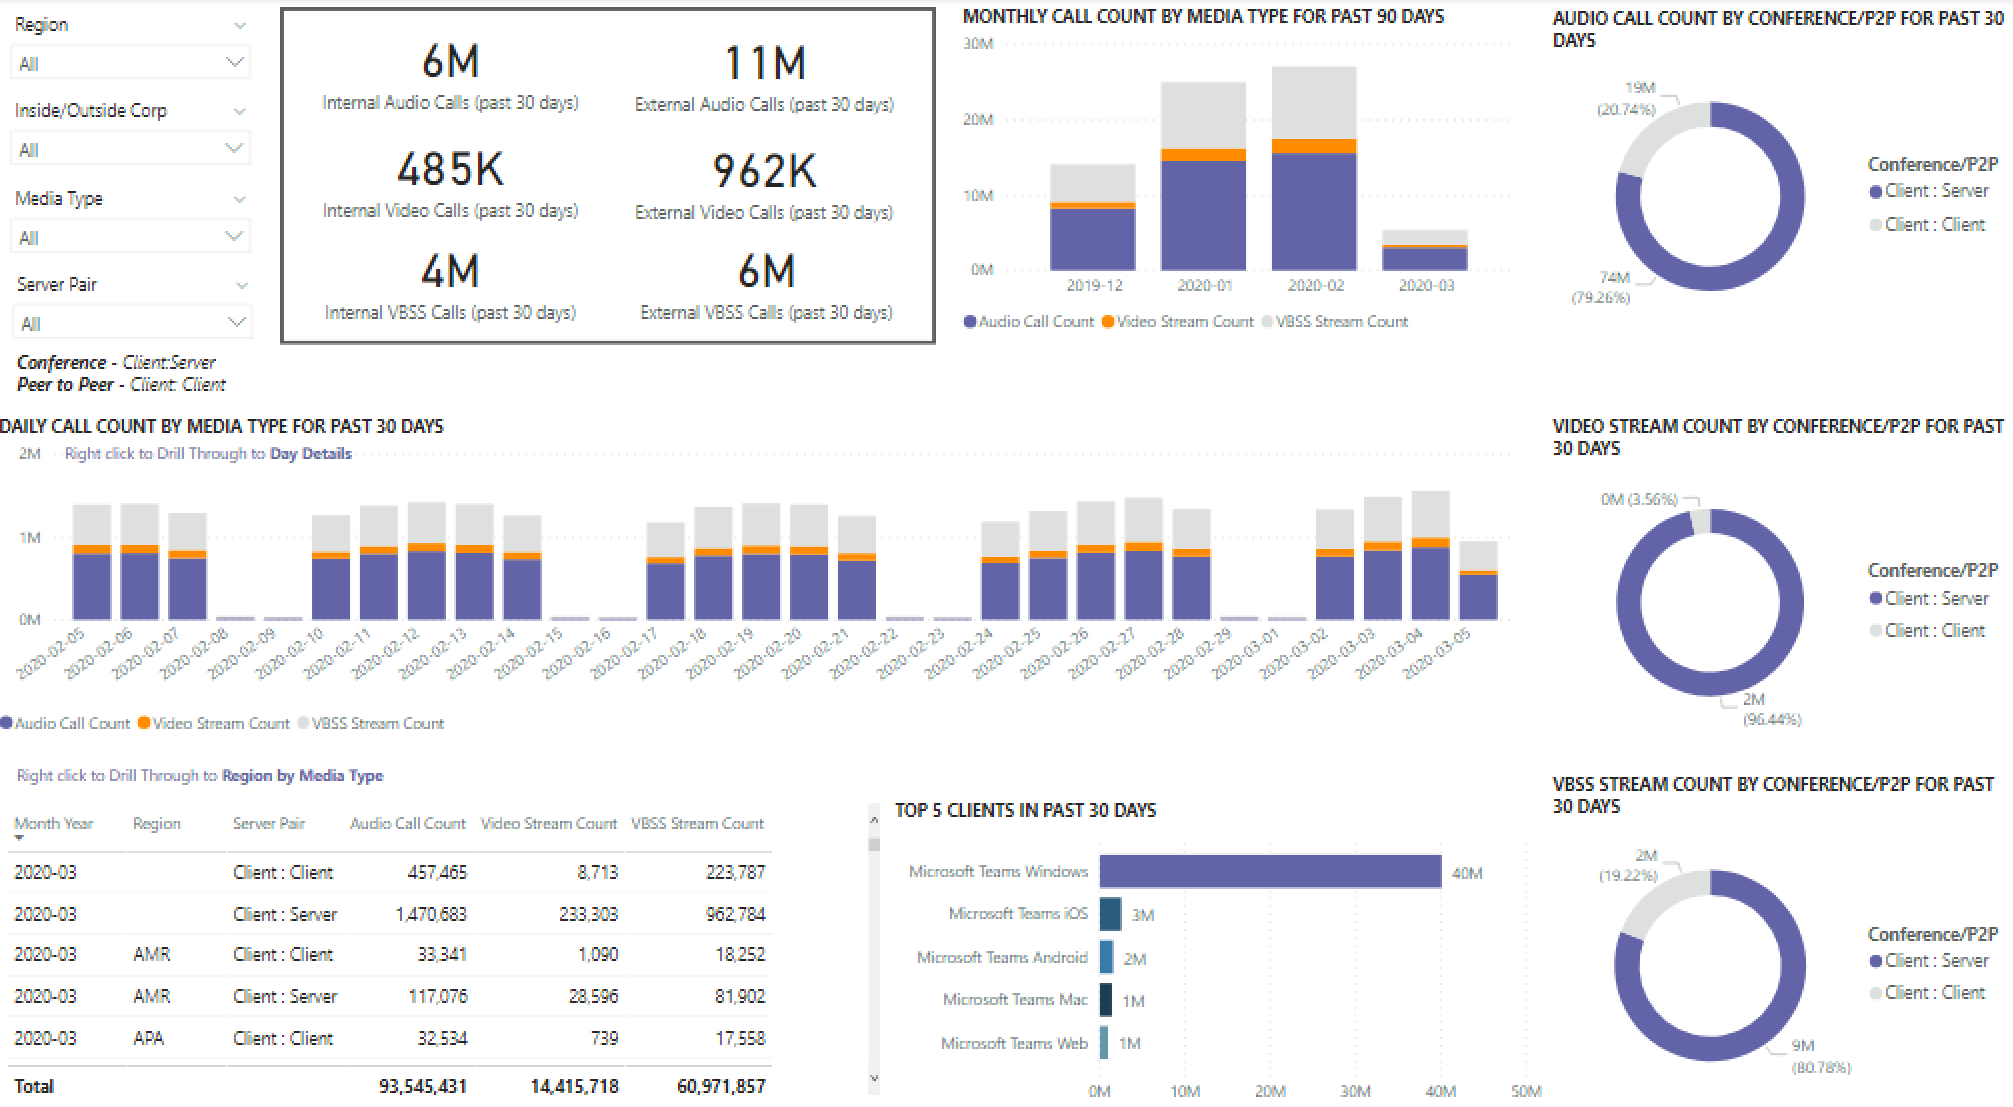 Region
All
Inside/Outside Corp
All
Media Type
All
Server Pair
All
Conference - Client:Server
Peer to Peer - Client: Client
6M
Internal Audio Calls (past 30 days)
11M
External Audio Calls (past 30 days)
485K
Internal Video Calls (past 30 days)
962K
External Video Calls (past 30 days)
4M
Internal VBSS Calls (past 30 days)
6M
External VBSS Calls (past 30 days)
MONTHLY CALL COUNT BY MEDIA TYPE FOR PAST 90 DAYS
30M
20M
10M
0M
2019-12 2020-01 2020-02 2020-03
Audio Call Count Video Stream Count VBSS Stream Count
AUDIO CALL COUNT BY CONFERENCE/P2P FOR PAST 30
DAYS
19M
(20.74%)
74M
(79.26%)
Conference/P2P
Client : Server
Client : Client
DAILY CALL COUNT BY MEDIA TYPE FOR PAST 30 DAYS
Right click to Drill Through to Day Details
2M
1M
0M
2020-02-05 2020-02-06 2020-02-07 2020-02-08 2020-02-09 2020-02-10 2020-02-11 2020-02-12 2020-02-13 2020-02-14 2020-02-15 2020-02-16 2020-02-17 2020-02-18 2020-02-19 2020-02-20 2020-02-21 2020-02-22 2020-02-23 2020-02-24 2020-02-25 2020-02-26 2020-02-27 2020-02-28 2020-02-29 2020-03-01 2020-03-02 2020-03-03 2020-03-04 2020-03-05
Audio Call Count Video Stream Count VBSS Stream Count
VIDEO STREAM COUNT BY CONFERENCE/P2P FOR PAST
30 DAYS
0M (3.56%)
2M
(96.44%)
Conference/P2P
Client : Server
Client : Client
Right click to Drill Through to Region by Media Type
Month Year Region Server Pair Audio Call Count Video Stream Count VBSS Stream Count
2020-03 Client : Client 457,465 8,713 223,787
2020-03 Client : Server 1,470,683 233,303 962,784
2020-03 AMR Client : Client 33,341 1,090 18,252
2020-03 AMR Client : Server 117,076 28,596 81,902
2020-03 APA Client : Client 32,534 739 17,558
Total 93,545,431 14,415,718 60,971,857
TOP 5 CLIENTS IN PAST 30 DAYS
Microsoft Teams Windows 40M
Microsoft Teams iOS 3M
Microsoft Teams Android 2M
Microsoft Teams Mac 1M
Microsoft Teams Web 1M
0M 10M 20M 30M 40M 50M
VBSS STREAM COUNT BY CONFERENCE/P2P FOR PAST
30 DAYS
2M
(19.22%)
9M
(80.78%)
Conference/P2P
Client : Server
Client : Client